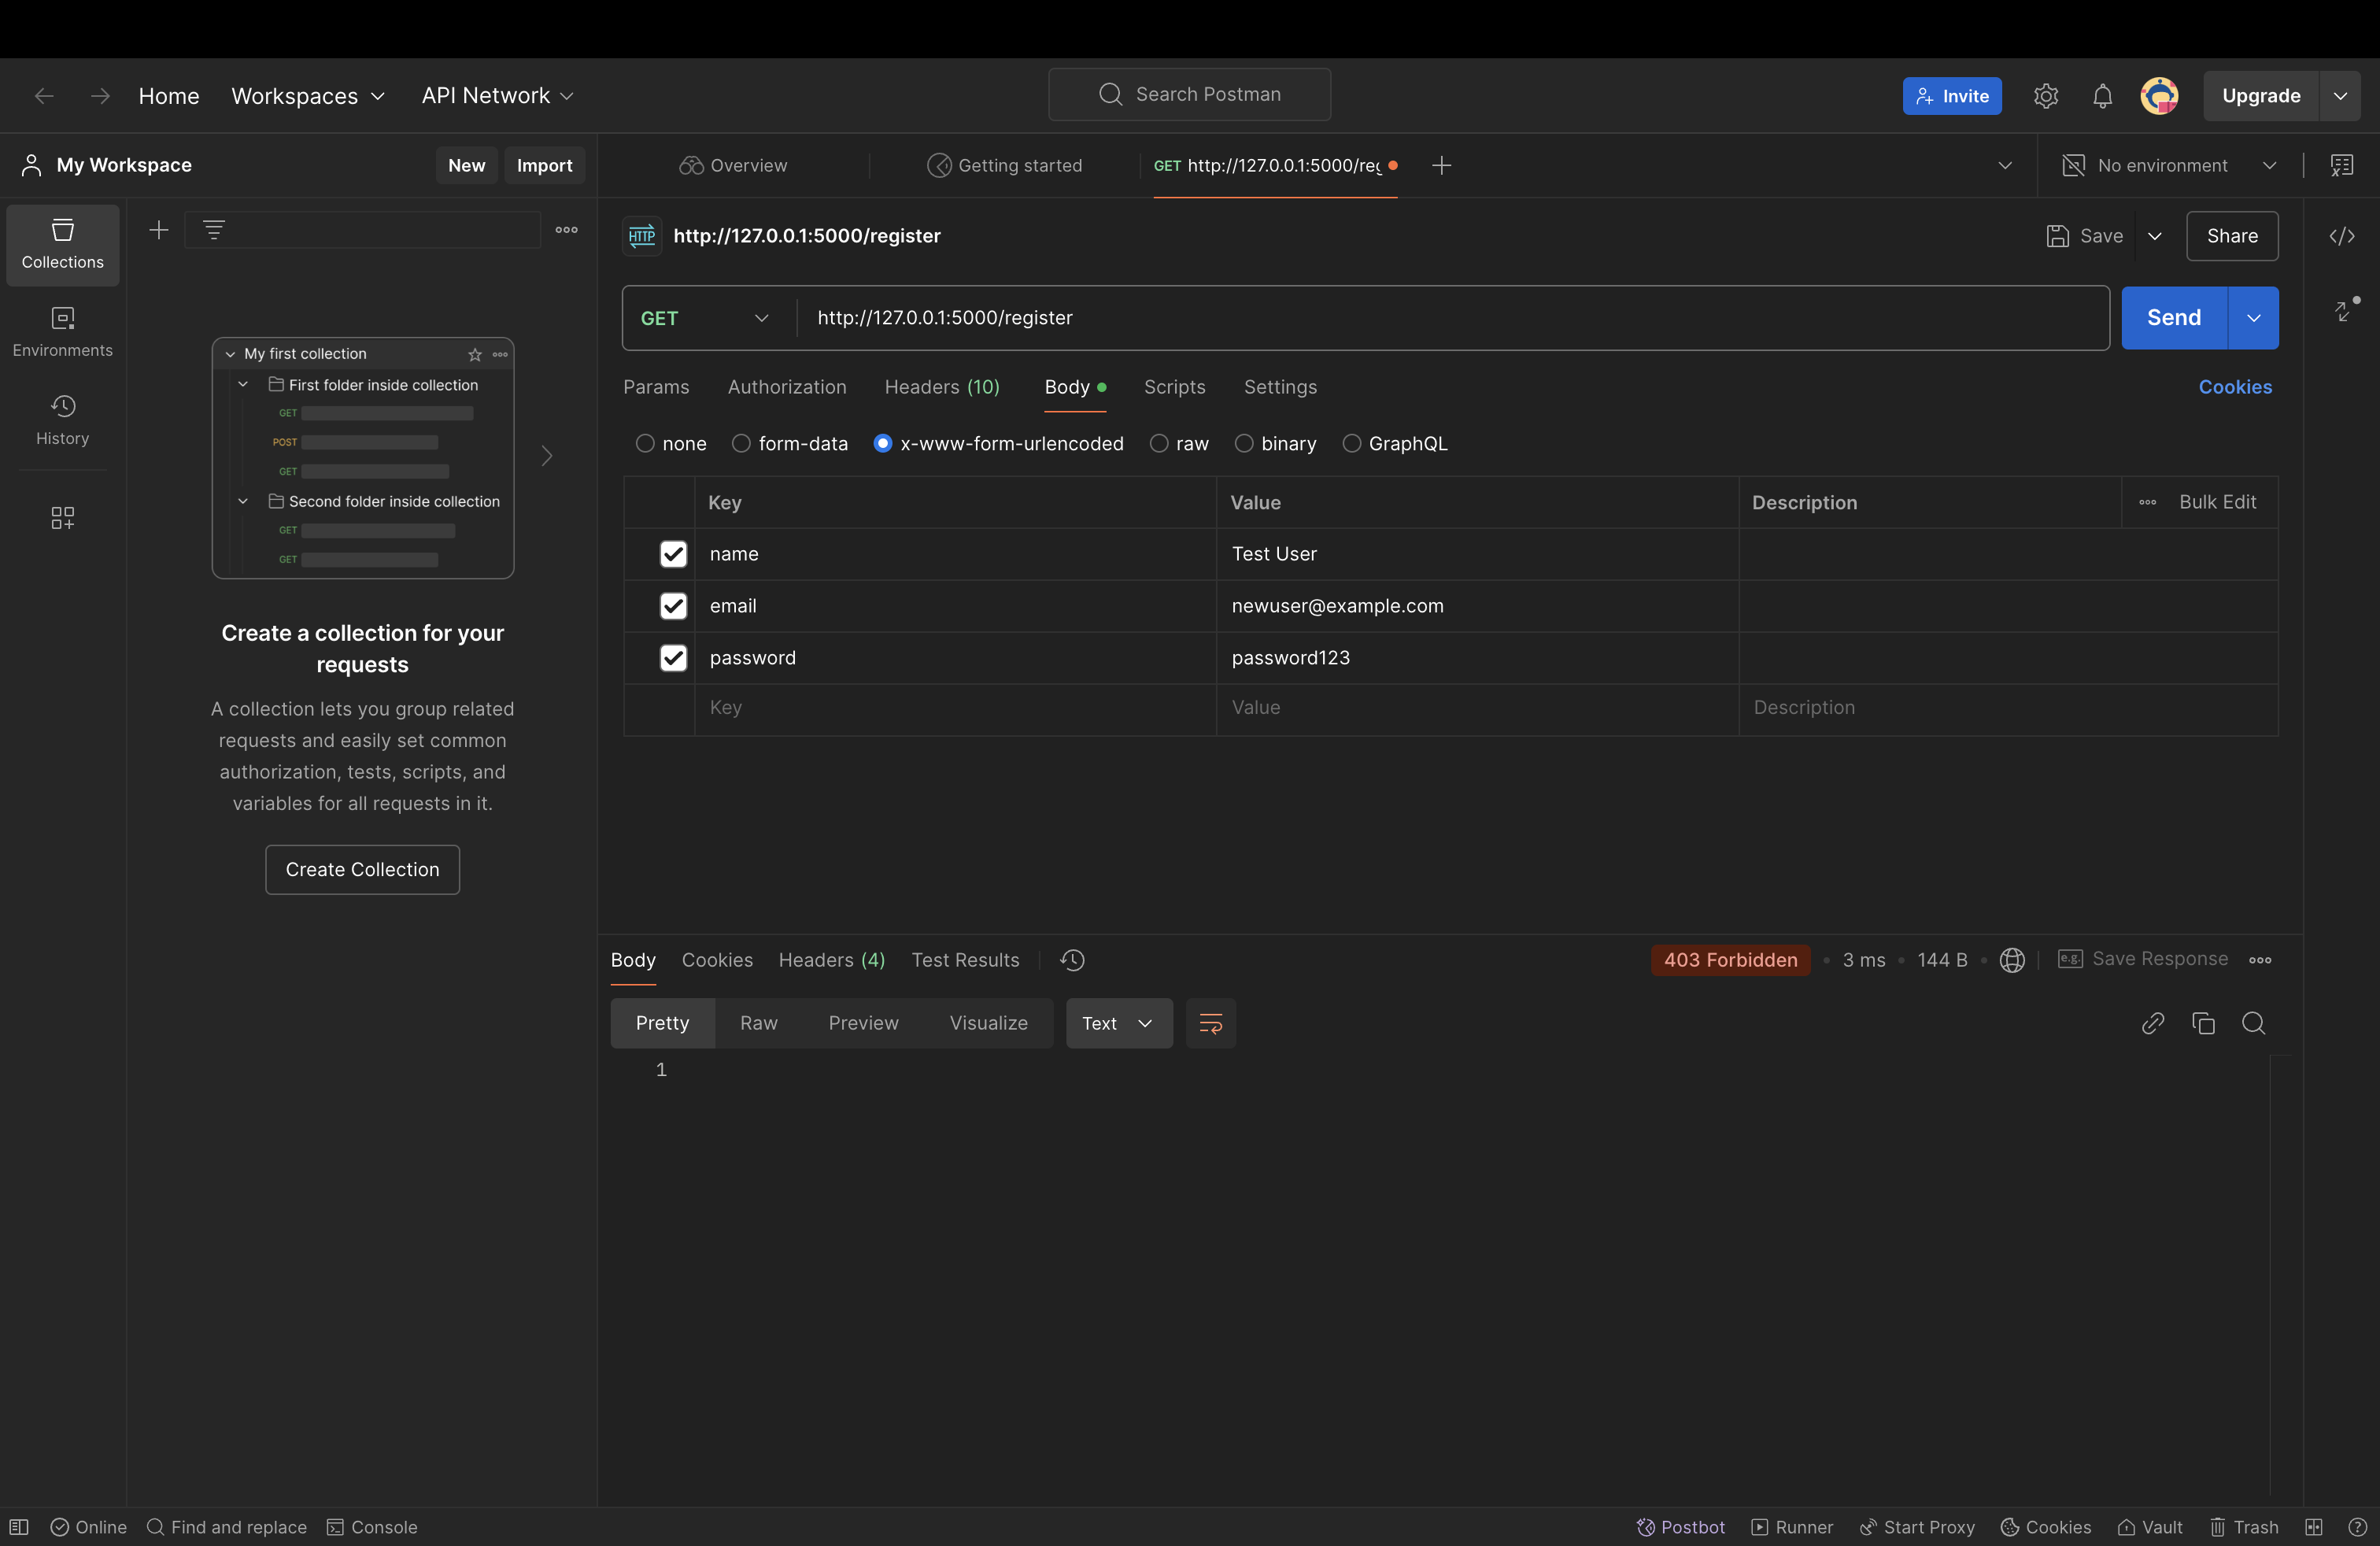 Home Workspaces API Network Search Postman Invite Upgrade
My Workspace New Import Overview Getting started GET http://127.0.0.1:5000/reg No environment
Collections
Environments
History
My first collection
First folder inside collection
GET
POST
GET
Second folder inside collection
GET
GET
Create a collection for your
requests
A collection lets you group related
requests and easily set common
authorization, tests, scripts, and
variables for all requests in it.
Create Collection
HTTP http://127.0.0.1:5000/register Save Share
GET http://127.0.0.1:5000/register Send
Params Authorization Headers (10) Body Scripts Settings Cookies
none form-data x-www-form-urlencoded raw binary GraphQL
Key Value Description Bulk Edit
name Test User
email newuser@example.com
password password123
Key Value Description
Body Cookies Headers (4) Test Results 403 Forbidden 3 ms 144 B e.g. Save Response
Pretty Raw Preview Visualize Text
1
Online Find and replace Console Postbot Runner Start Proxy Cookies Vault Trash